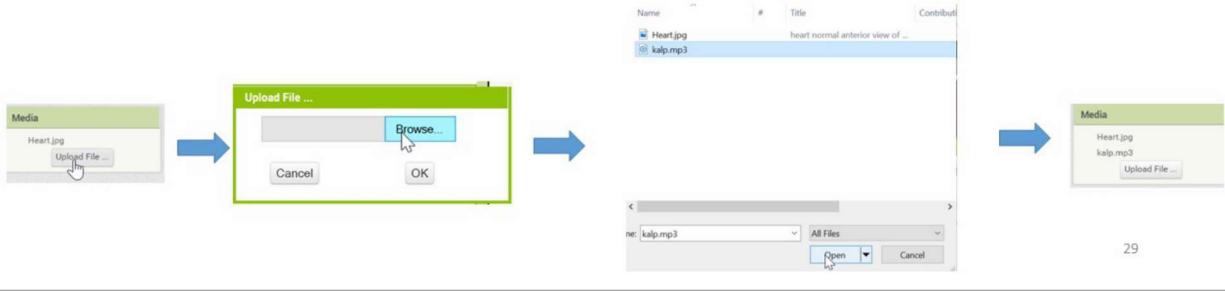 Media
Heart.jpg
Upload File ...
Upload File ...
Browse...
Cancel
OK
Name # Title Contributi
Heart.jpg heart normal anterior view of ...
kalp.mp3
ne: kalp.mp3 All Files
Open Cancel
Media
Heart.jpg
kalp.mp3
Upload File ...
29